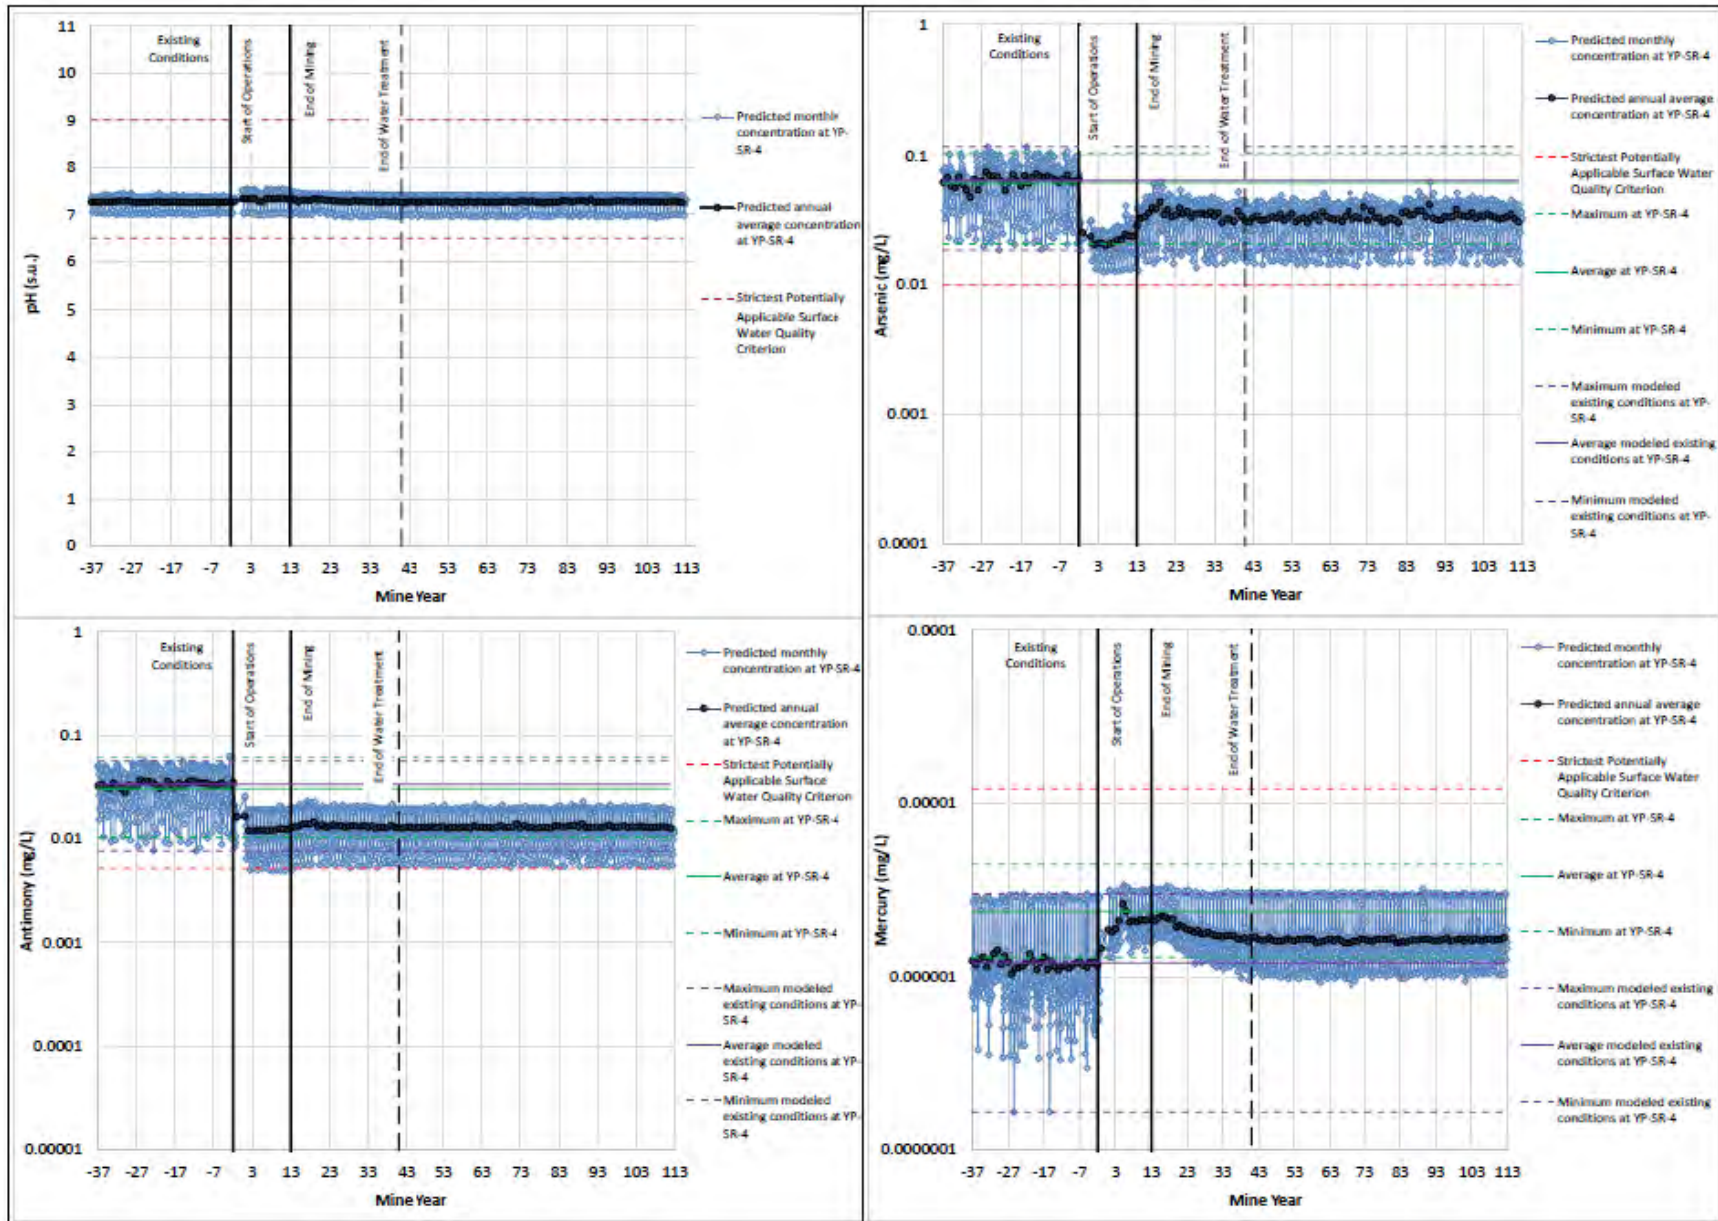 11
10
9
8
7
6
5
4
3
2
1
0
pH (s.u.)
Existing
Conditions
Start of Operations
End of Mining
End of Water Treatment
-37 -27 -17 -7 3 13 23 33 43 53 63 73 83 93 103 113
Mine Year
Predicted monthly
concentration at YP-
SR-4
Predicted annual
average concentration
at YP-SR-4
Strictest Potentially
Applicable Surface
Water Quality
Criterion
1
0.1
0.01
0.001
0.0001
Arsenic (mg/L)
Existing
Conditions
Start of Operations
End of Mining
End of Water Treatment
-37 -27 -17 -7 3 13 23 33 43 53 63 73 83 93 103 113
Mine Year
Predicted monthly
concentration at YP-SR-4
Predicted annual average
concentration at YP-SR-4
Strictest Potentially
Applicable Surface Water
Quality Criterion
Maximum at YP-SR-4
Average at YP-SR-4
Minimum at YP-SR-4
Maximum modeled
existing conditions at YP-
SR-4
Average modeled existing
conditions at YP-SR-4
Minimum modeled
existing conditions at YP-
SR-4
1
0.1
0.01
0.001
0.0001
0.00001
Antimony (mg/L)
Existing
Conditions
Start of Operations
End of Mining
End of Water Treatment
-37 -27 -17 -7 3 13 23 33 43 53 63 73 83 93 103 113
Mine Year
Predicted monthly
concentration at YP-SR-4
Predicted annual
average concentration
at YP-SR-4
Strictest Potentially
Applicable Surface
Water Quality Criterion
Maximum at YP-SR-4
Average at YP-SR-4
Minimum at YP-SR-4
Maximum modeled
existing conditions at YP-
SR-4
Average modeled
existing conditions at YP-
SR-4
Minimum modeled
existing conditions at YP-
SR-4
0.0001
0.00001
0.000001
0.0000001
Mercury (mg/L)
Existing
Conditions
Start of Operations
End of Mining
End of Water Treatment
-37 -27 -17 -7 3 13 23 33 43 53 63 73 83 93 103 113
Mine Year
Predicted monthly
concentration at YP-SR-4
Predicted annual average
concentration at YP-SR-4
Strictest Potentially
Applicable Surface Water
Quality Criterion
Maximum at YP-SR-4
Average at YP-SR-4
Minimum at YP-SR-4
Maximum modeled existing
conditions at YP-SR-4
Average modeled existing
conditions at YP-SR-4
Minimum modeled existing
conditions at YP-SR-4